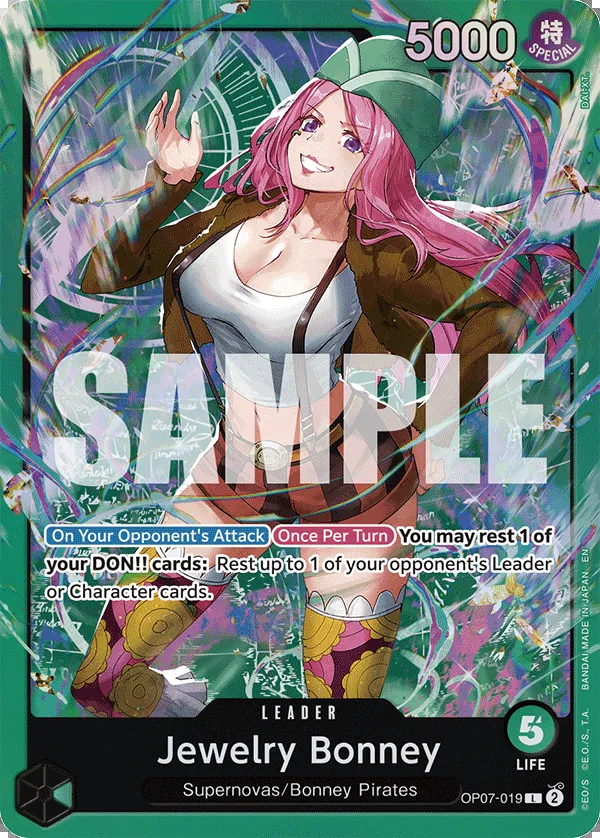 5000
特
SPECIAL
DAI-XT.
SAMPLE
On Your Opponent's Attack Once Per Turn You may rest 1 of
your DON!! cards: Rest up to 1 of your opponent's Leader
or Character cards.
LEADER
5
Jewelry Bonney
LIFE
Supernovas/Bonney Pirates
OP07-019 L 2
©E.O/S ©E.O./S., T.A. BANDAI,MADE IN JAPAN EN